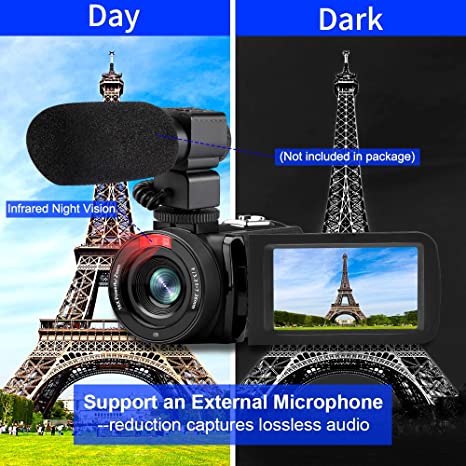 Day
Dark
(Not included in package)
Infrared Night Vision
Support an External Microphone
--reduction captures lossless audio